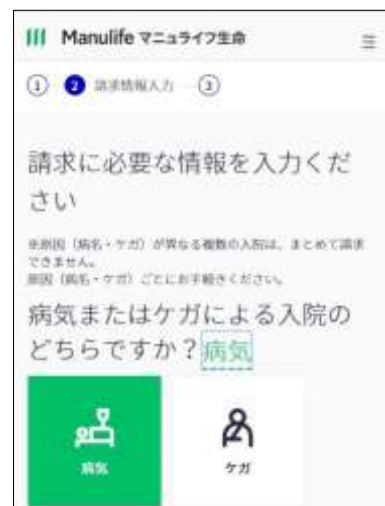 Manulife マニュライフ生命
1 2 請求情報入力 3
請求に必要な情報を入力くだ
さい
※原因（病名・ケガ）が異なる複数の入院は、まとめて請求
できません。
原因（病名・ケガ）ごとにお手続きください。
病気またはケガによる入院の
どちらですか？病気
病気 ケガ